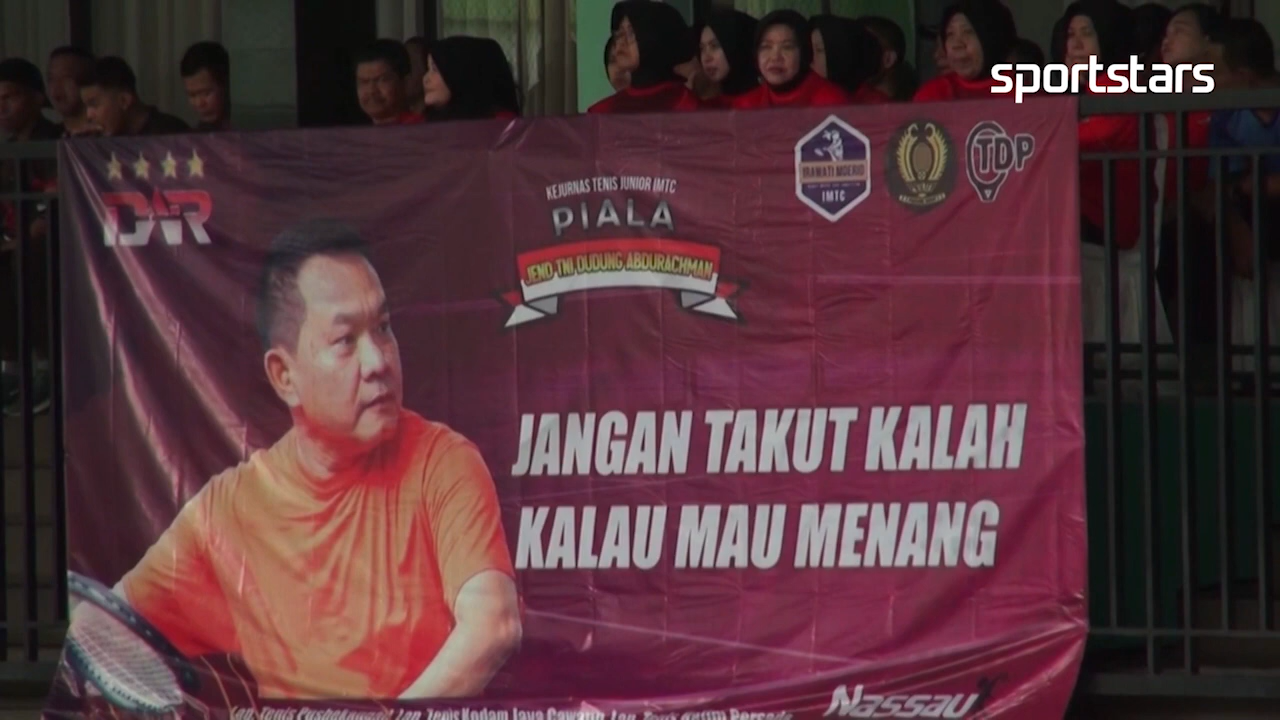 sportstars
DAR
KEJURNAS TENIS JUNIOR IMTC
PIALA
JEND TNI DUDUNG ABDURACHMAN
IMTC
TDP
JANGAN TAKUT KALAH
KALAU MAU MENANG
Nassau